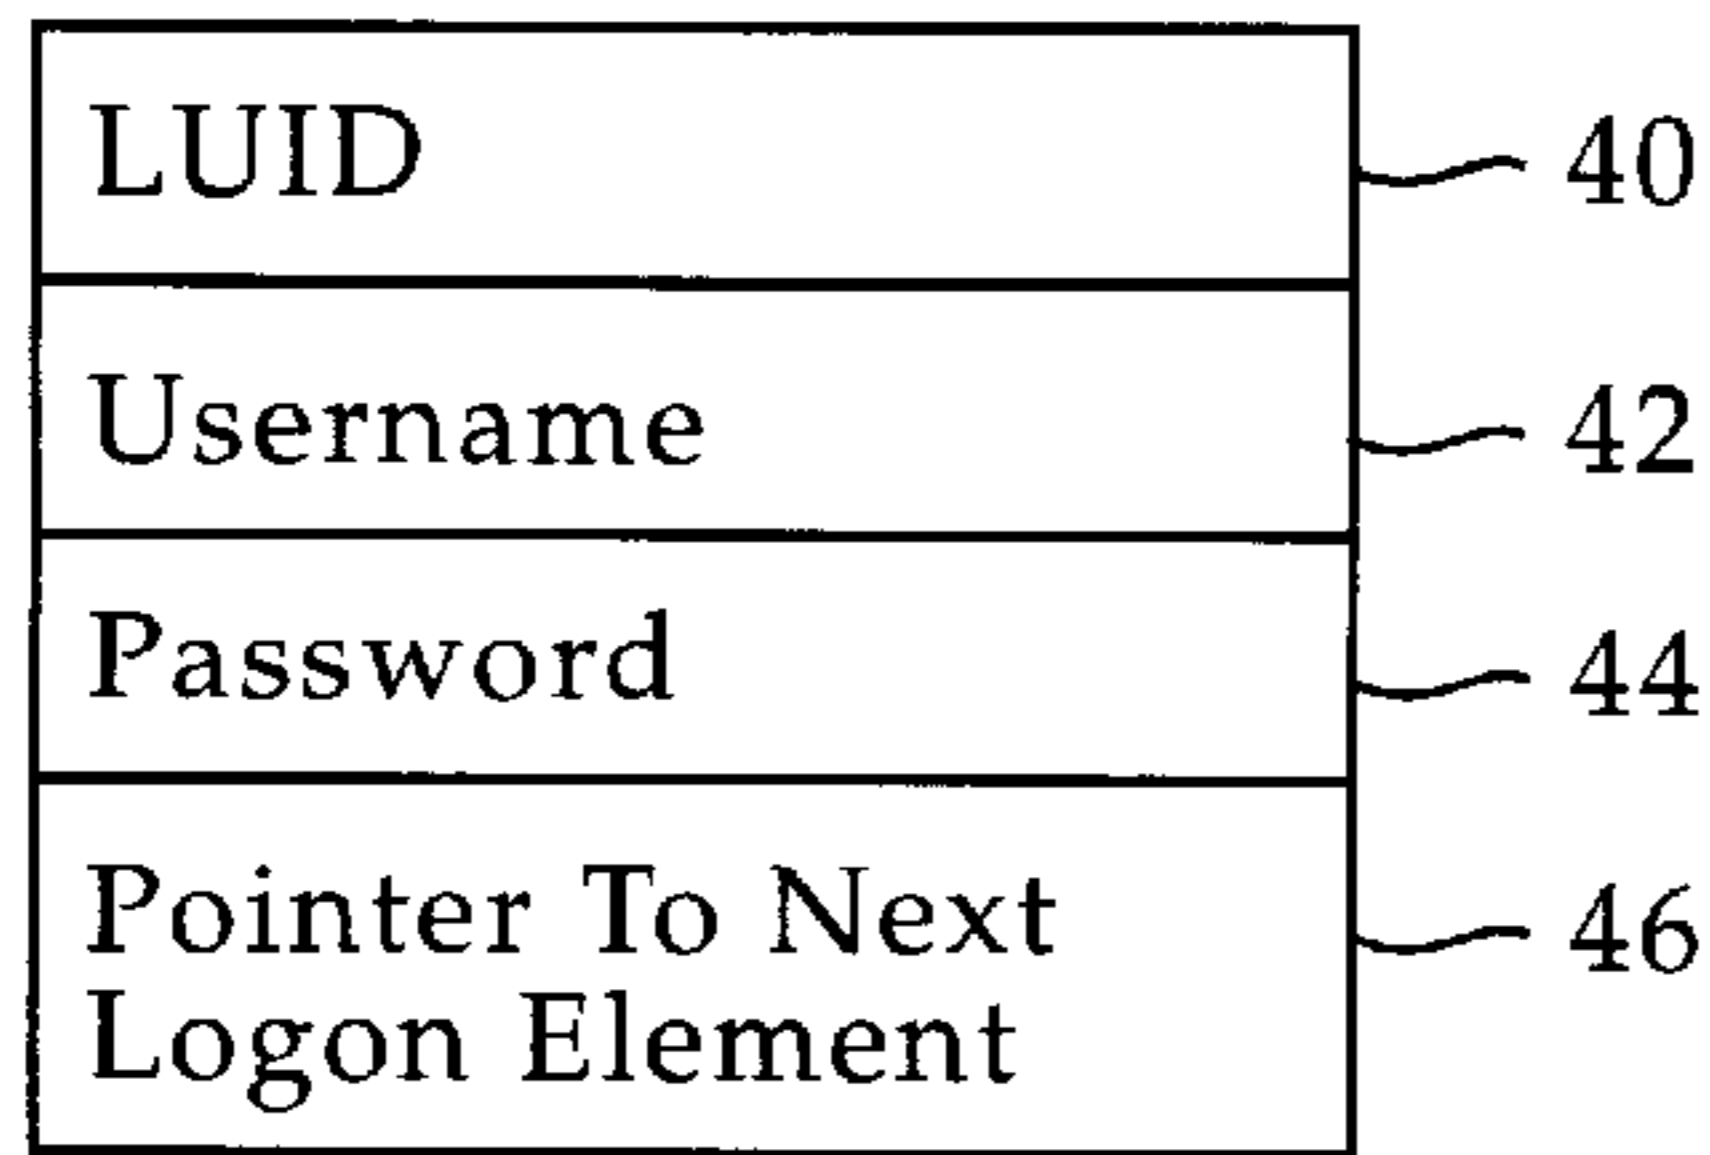 LUID 40
Username 42
Password 44
Pointer To Next
Logon Element 46